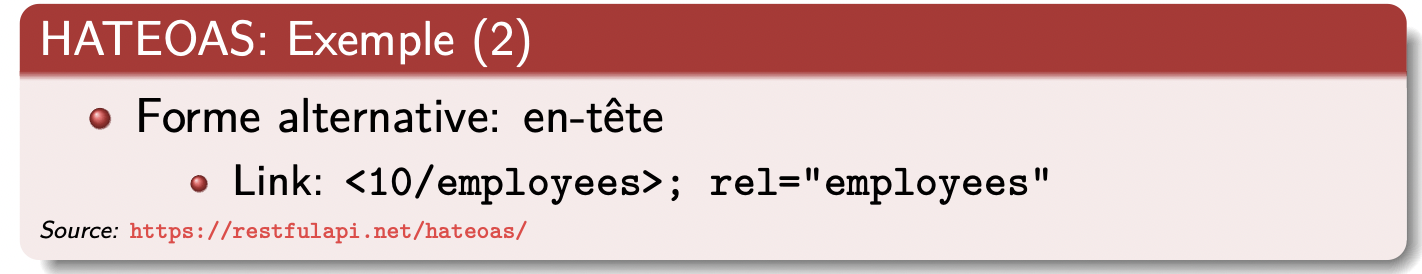 HATEOAS: Exemple (2)
Forme alternative: en-tête
Link: <10/employees>; rel="employees"
Source: https://restfulapi.net/hateoas/